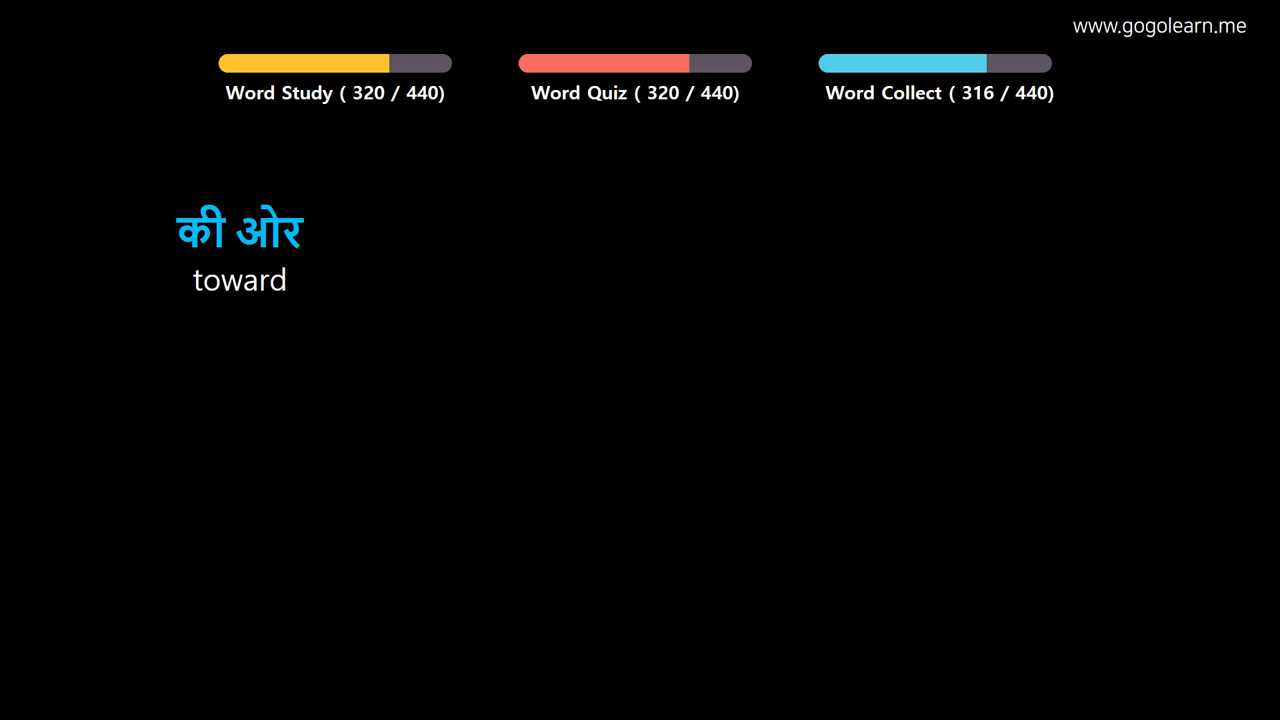 www.gogolearn.me
Word Study ( 320 / 440)
Word Quiz ( 320 / 440)
Word Collect ( 316 / 440)
की ओर
toward